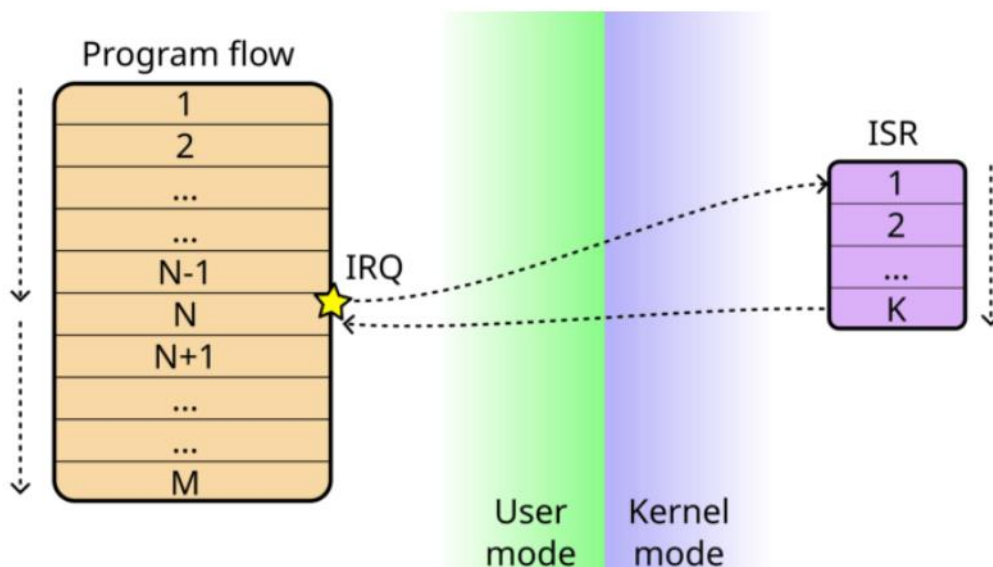 Program flow
1
2
...
...
N-1
N
N+1
...
...
M
IRQ
ISR
1
2
...
K
User
mode
Kernel
mode